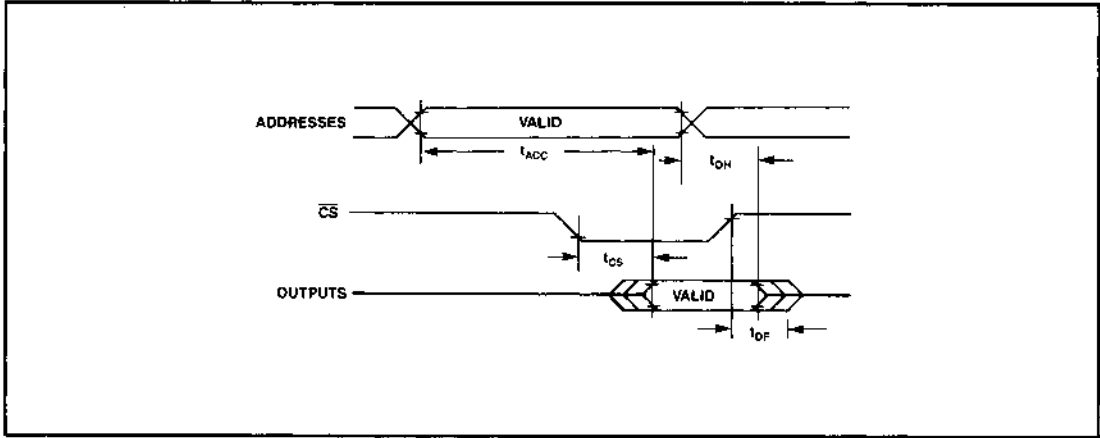 ADDRESSES
VALID
tACC
tOH
CS
tCS
OUTPUTS
VALID
tDF